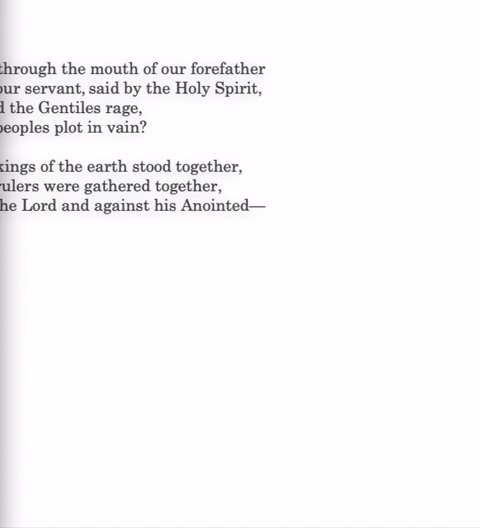 through the mouth of our forefather
our servant, said by the Holy Spirit,
the Gentiles rage,
peoples plot in vain?
kings of the earth stood together,
rulers were gathered together,
the Lord and against his Anointed—